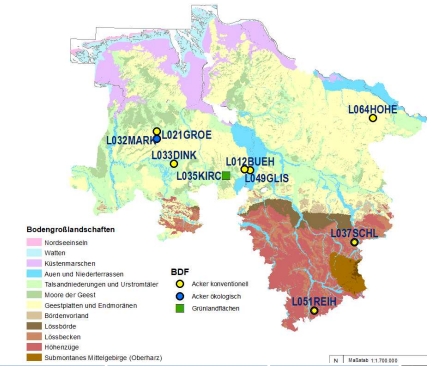 L064HOHE
L021GROE
L032MARK
L033DINK
L012BUEH
L035KIRC
L049GLIS
L037SCHL
L051REIH
Bodengroßlandschaften
Nordseeinseln
Watten
Küstenmarschen
Auen und Niederterrassen
Talsandniederungen und Urstromtäler
Moore der Geest
Geestplatten und Endmoränen
Bördenvorland
Lössbörde
Lössbecken
Höhenzüge
Submontanes Mittelgebirge (Oberharz)
BDF
Acker konventionell
Acker ökologisch
Grünlandflächen
N Maßstab 1:1.700.000